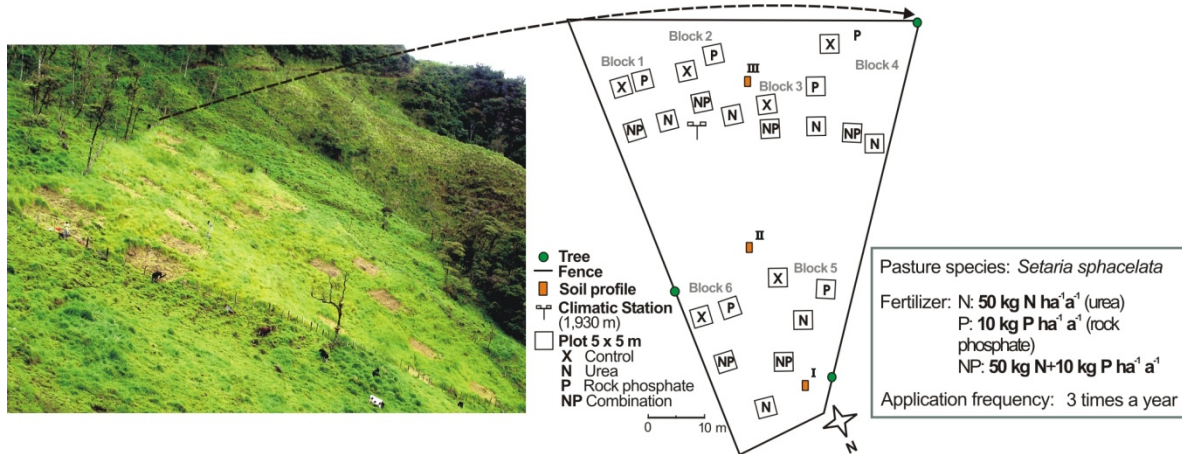 Block 1
Block 2
Block 3
Block 4
X
P
X
P
X
P
III
P
NP
N
NP
N
X
NP
N
NP
N
II
Block 5
Block 6
X
P
X
P
N
NP
NP
I
N
N
Tree
Fence
Soil profile
Climatic Station
(1,930 m)
Plot 5 x 5 m
X Control
N Urea
P Rock phosphate
NP Combination
0 10 m
Pasture species: Setaria sphacelata
Fertilizer: N: 50 kg N ha⁻¹a⁻¹ (urea)
P: 10 kg P ha⁻¹ a⁻¹ (rock
phosphate)
NP: 50 kg N+10 kg P ha⁻¹ a⁻¹
Application frequency: 3 times a year